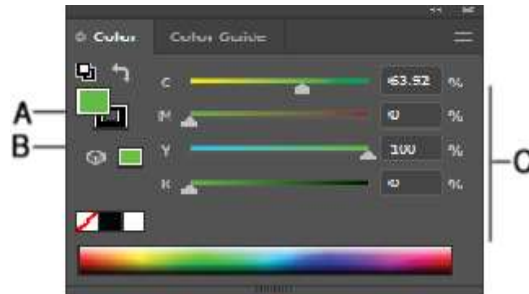 Color Color Guide
C 63.92 %
A
M 0 %
B
Y 100 %
C
K 0 %